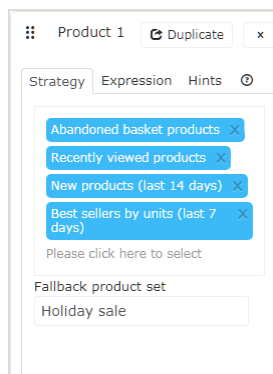 Product 1 Duplicate x
Strategy Expression Hints ?
Abandoned basket products X
Recently viewed products X
New products (last 14 days) X
Best sellers by units (last 7 X
days)
Please click here to select
Fallback product set
Holiday sale